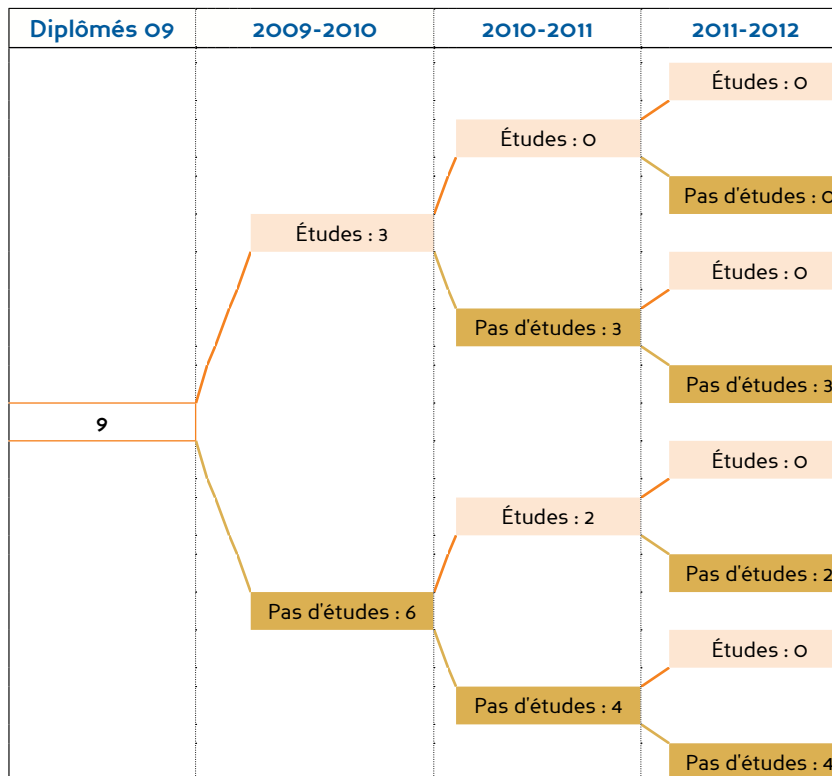 Diplômés 09 2009-2010 2010-2011 2011-2012
Études : 0
Études : 0
Pas d'études : 0
Études : 3
Études : 0
Pas d'études : 3
Pas d'études : 3
9
Études : 0
Études : 2
Pas d'études : 2
Pas d'études : 6
Études : 0
Pas d'études : 4
Pas d'études : 4